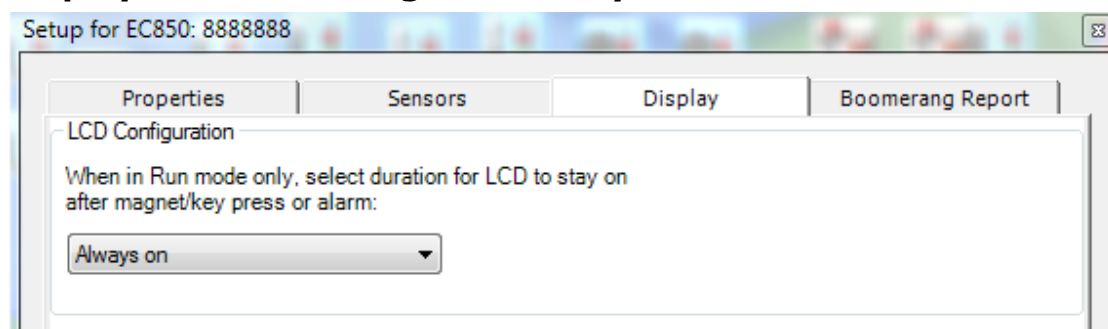 Setup for EC850: 8888888
Properties
Sensors
Display
Boomerang Report
LCD Configuration
When in Run mode only, select duration for LCD to stay on
after magnet/key press or alarm:
Always on